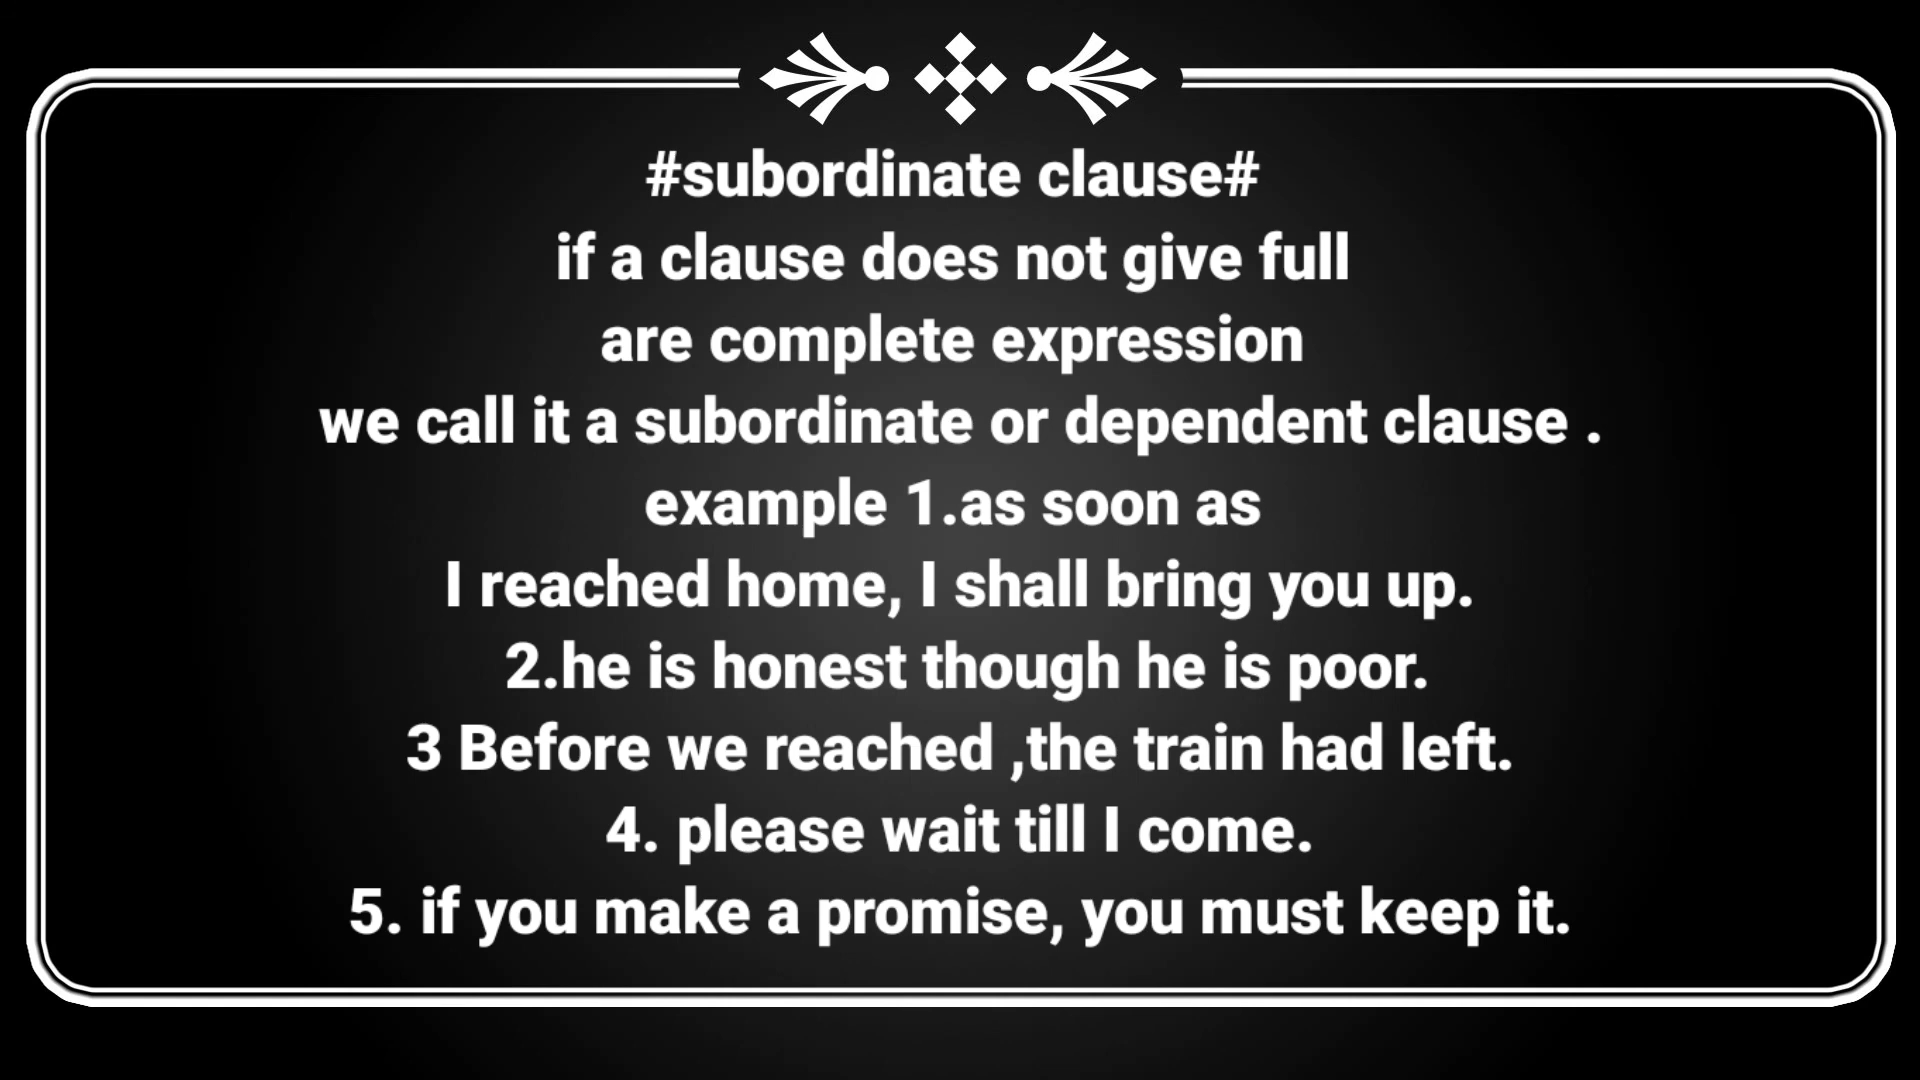 #subordinate clause#
if a clause does not give full
are complete expression
we call it a subordinate or dependent clause .
example 1.as soon as
I reached home, I shall bring you up.
2.he is honest though he is poor.
3 Before we reached ,the train had left.
4. please wait till I come.
5. if you make a promise, you must keep it.